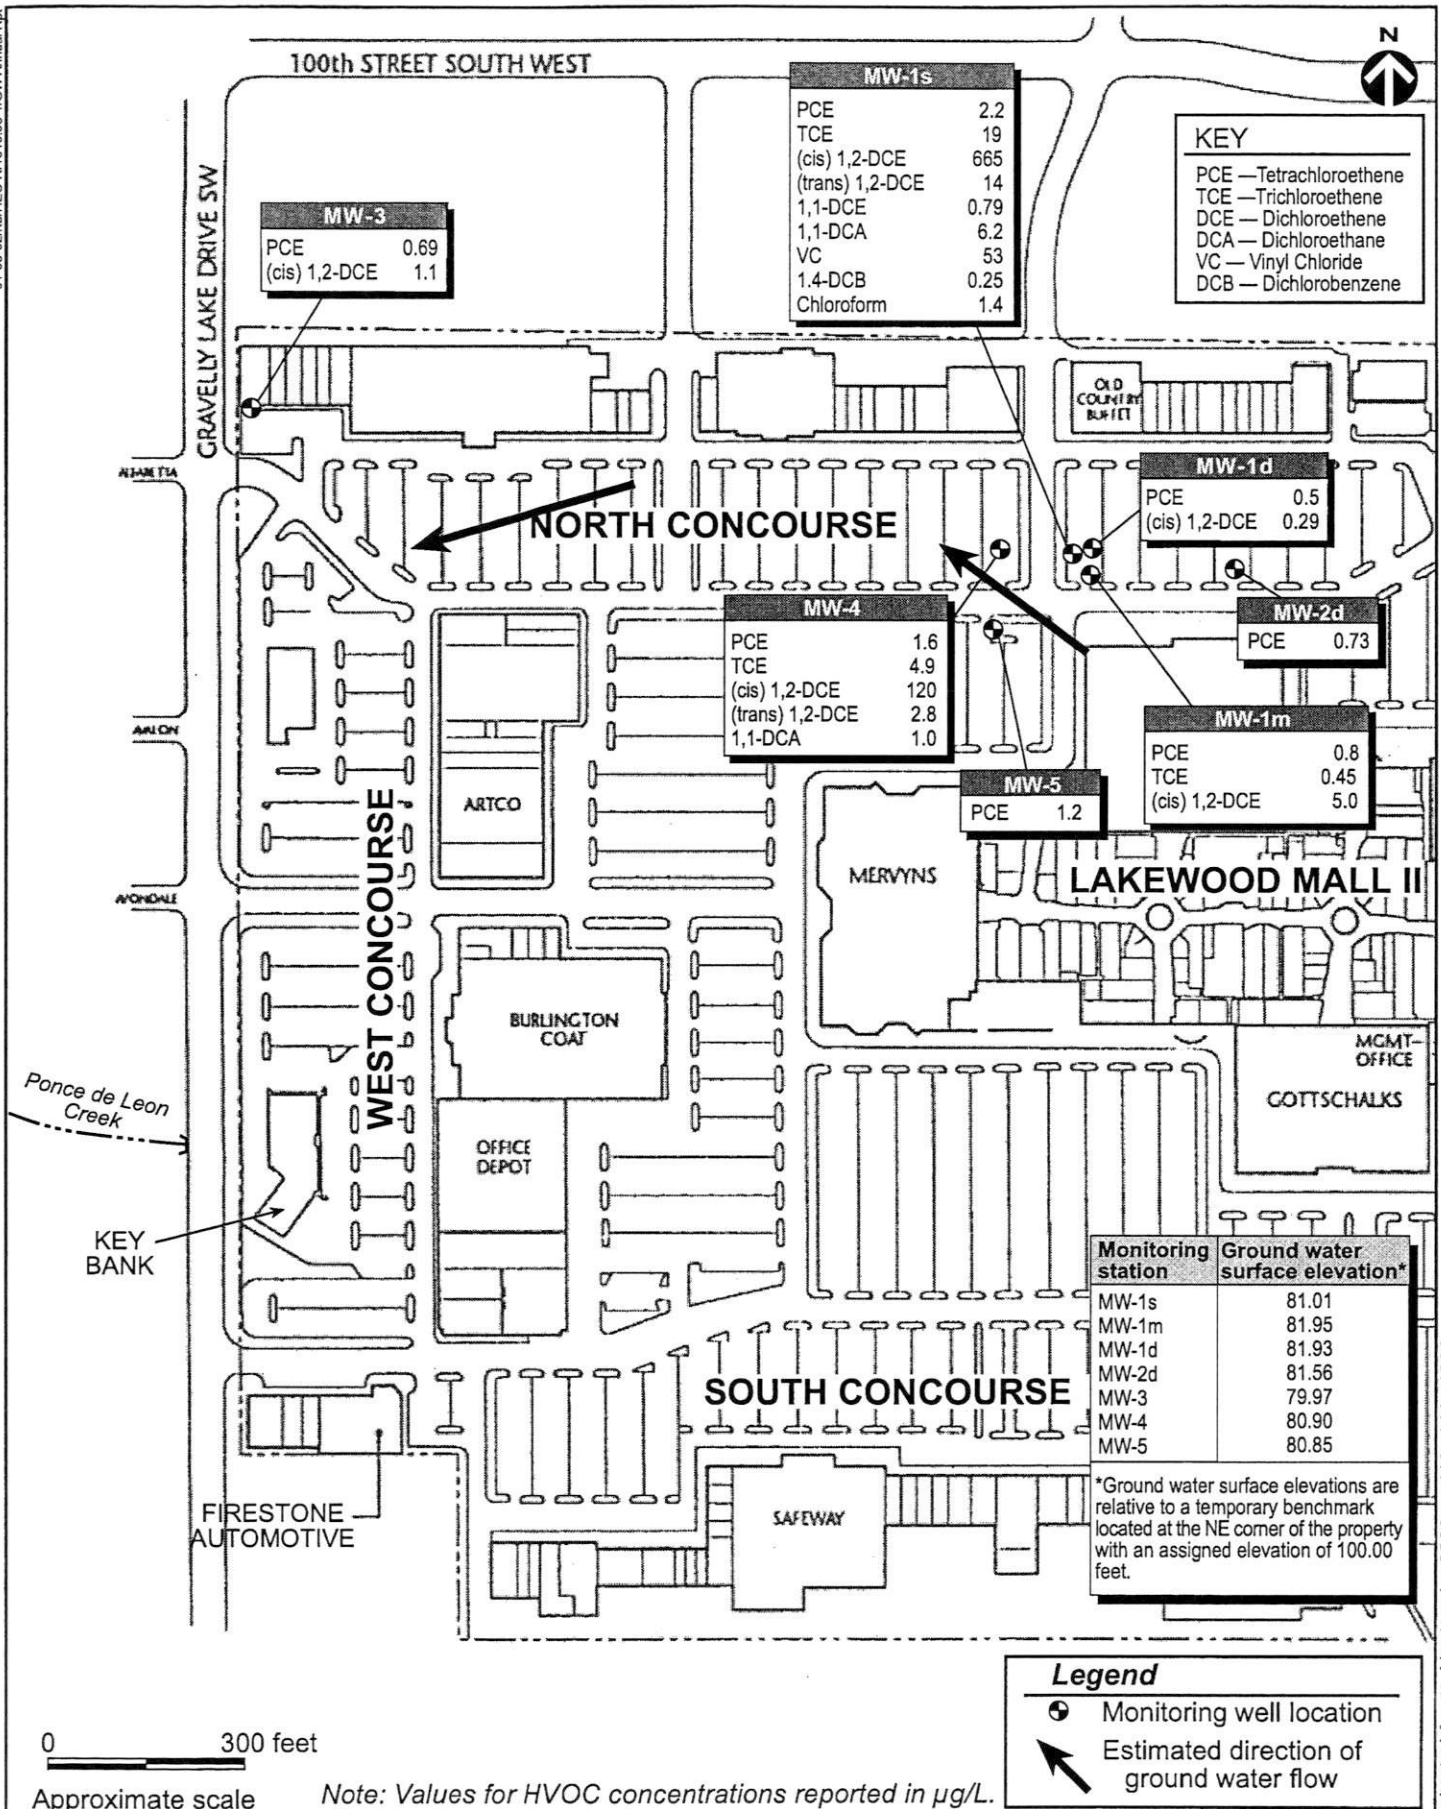 100th STREET SOUTH WEST
N
GRAVELLY LAKE DRIVE SW
MW-3
PCE 0.69
(cis) 1,2-DCE 1.1
MW-1s
PCE 2.2
TCE 19
(cis) 1,2-DCE 665
(trans) 1,2-DCE 14
1,1-DCE 0.79
1,1-DCA 6.2
VC 53
1.4-DCB 0.25
Chloroform 1.4
KEY
PCE —Tetrachloroethene
TCE —Trichloroethene
DCE — Dichloroethene
DCA — Dichloroethane
VC — Vinyl Chloride
DCB — Dichlorobenzene
OLD
COUNTRY
BUFFET
MW-1d
PCE 0.5
(cis) 1,2-DCE 0.29
NORTH CONCOURSE
MW-4
PCE 1.6
TCE 4.9
(cis) 1,2-DCE 120
(trans) 1,2-DCE 2.8
1,1-DCA 1.0
MW-2d
PCE 0.73
MW-1m
PCE 0.8
TCE 0.45
(cis) 1,2-DCE 5.0
MW-5
PCE 1.2
AVALON
ARTCO
WEST CONCOURSE
MERVYNS
LAKEWOOD MALL II
AVONDALE
BURLINGTON
COAT
MGMT-
OFFICE
GOTTSCHALKS
Ponce de Leon
Creek
OFFICE
DEPOT
KEY
BANK
Monitoring station Ground water surface elevation*
MW-1s 81.01
MW-1m 81.95
MW-1d 81.93
MW-2d 81.56
MW-3 79.97
MW-4 80.90
MW-5 80.85
*Ground water surface elevations are
relative to a temporary benchmark
located at the NE corner of the property
with an assigned elevation of 100.00
feet.
SOUTH CONCOURSE
FIRESTONE
AUTOMOTIVE
SAFEWAY
Legend
Monitoring well location
Estimated direction of
ground water flow
0 300 feet
Approximate scale
Note: Values for HVOC concentrations reported in µg/L.